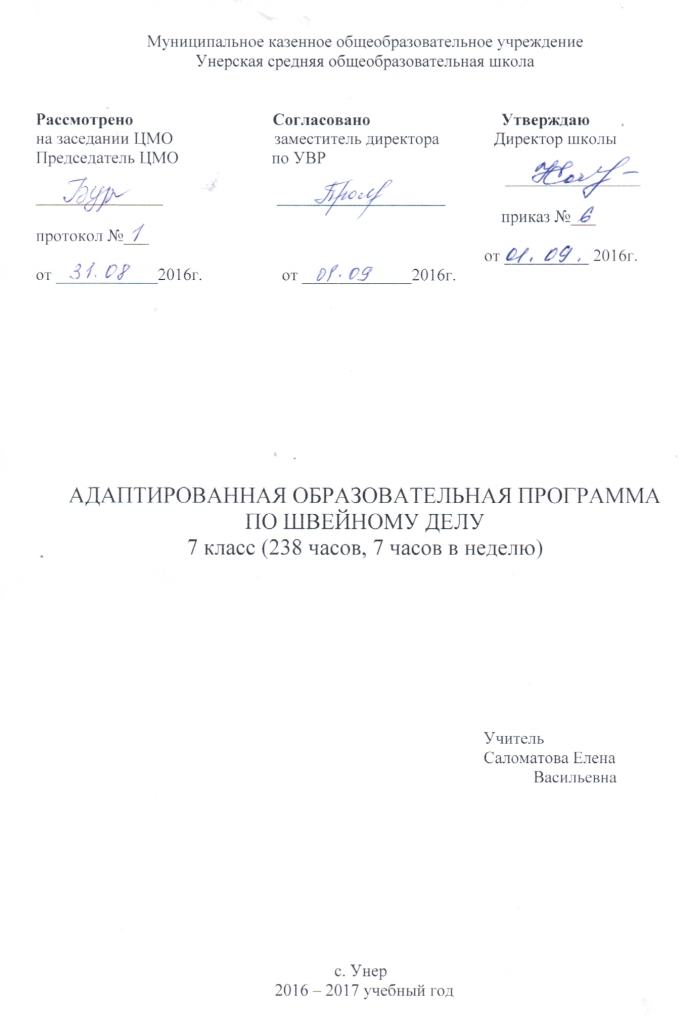 Муниципальное казенное общеобразовательное учреждение
Унерская средняя общеобразовательная школа
Рассмотрено
на заседании ЦМО
Председатель ЦМО
протокол № 1
от 31.08 2016г.
Согласовано
заместитель директора
по УВР
от 01.09 2016г.
Утверждаю
Директор школы
приказ № 6
от 01.09. 2016г.
АДАПТИРОВАННАЯ ОБРАЗОВАТЕЛЬНАЯ ПРОГРАММА
ПО ШВЕЙНОМУ ДЕЛУ
7 класс (238 часов, 7 часов в неделю)
Учитель
Саломатова Елена
Васильевна
с. Унер
2016 – 2017 учебный год